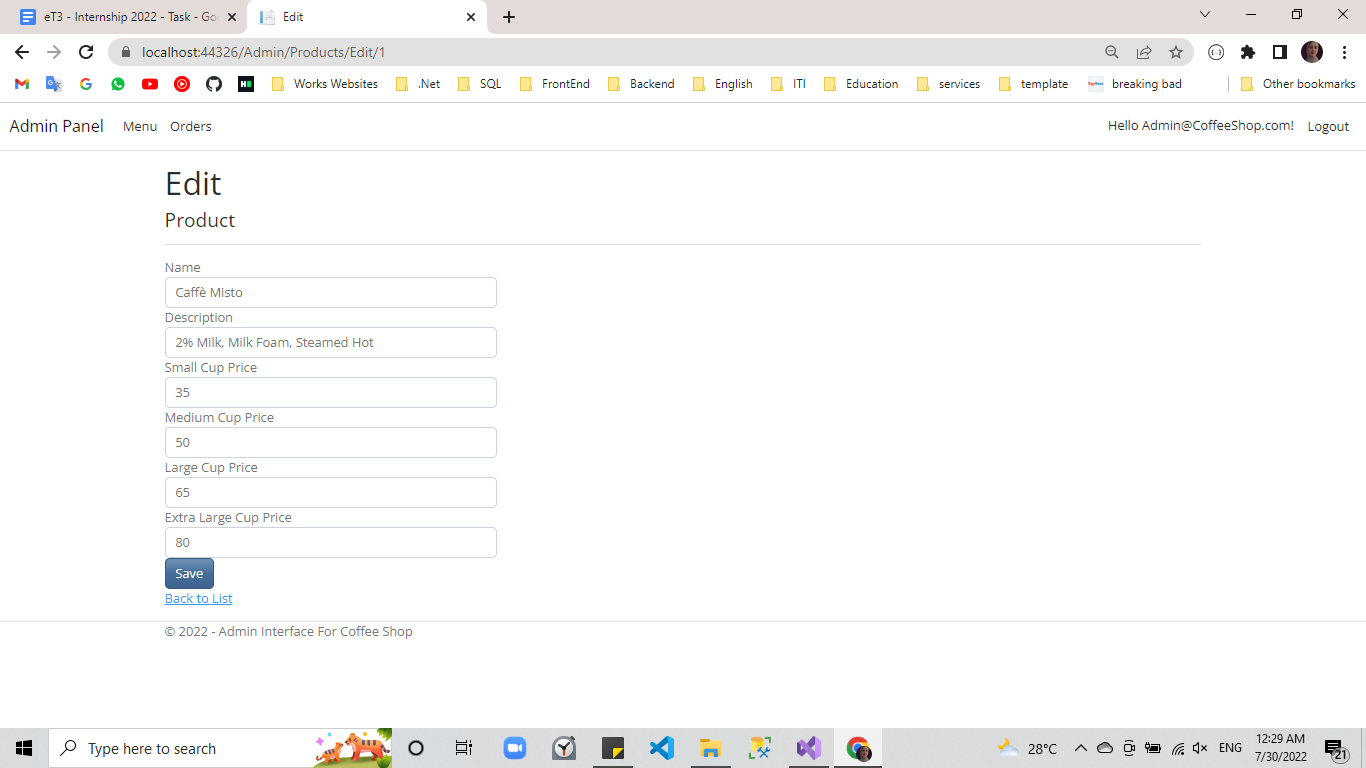 eT3 - Internship 2022 - Task - Go
Edit
localhost:44326/Admin/Products/Edit/1
Works Websites
.Net
SQL
FrontEnd
Backend
English
ITI
Education
services
template
breaking bad
Other bookmarks
Admin Panel
Menu
Orders
Hello Admin@CoffeeShop.com!
Logout
Edit
Product
Name
Caffè Misto
Description
2% Milk, Milk Foam, Steamed Hot
Small Cup Price
35
Medium Cup Price
50
Large Cup Price
65
Extra Large Cup Price
80
Save
Back to List
© 2022 - Admin Interface For Coffee Shop
Type here to search
28°C
ENG
12:29 AM
7/30/2022
21